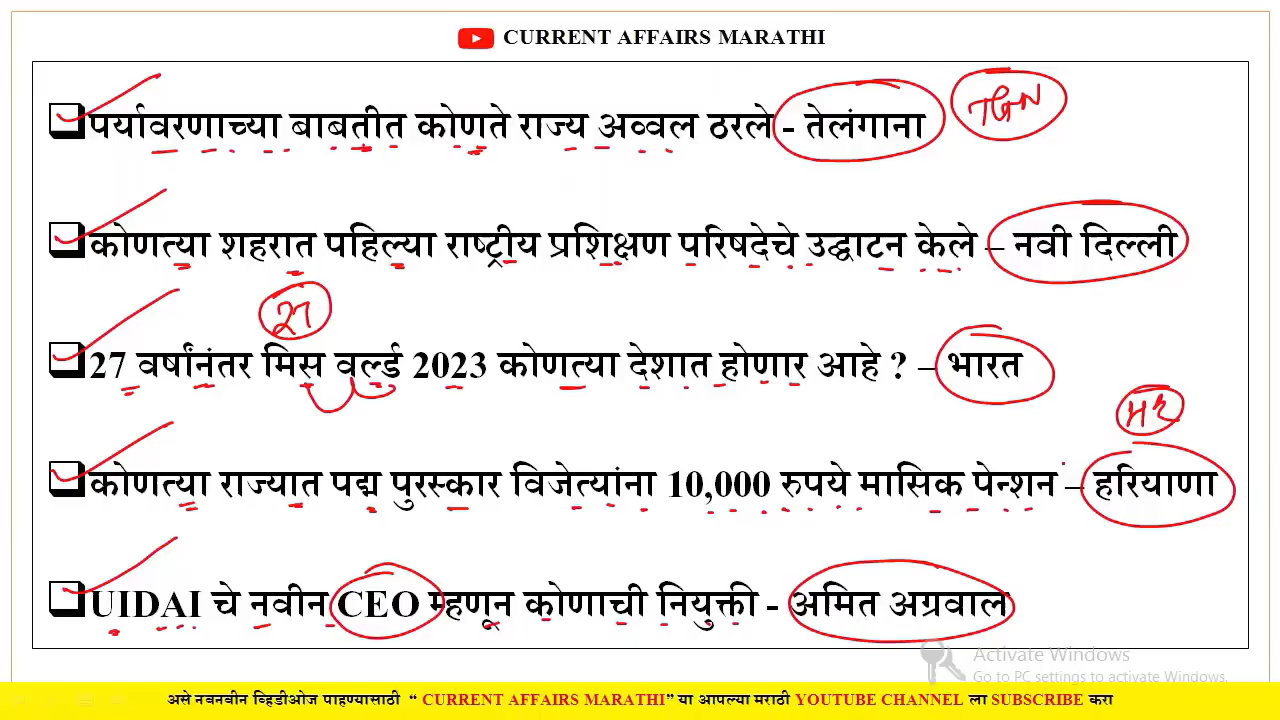 CURRENT AFFAIRS MARATHI
पर्यावरणाच्या बाबतीत कोणते राज्य अव्वल ठरले - तेलंगाना
कोणत्या शहरात पहिल्या राष्ट्रीय प्रशिक्षण परिषदेचे उद्घाटन केले – नवी दिल्ली
27
27 वर्षांनंतर मिस वर्ल्ड 2023 कोणत्या देशात होणार आहे ? – भारत
कोणत्या राज्यात पद्म पुरस्कार विजेत्यांना 10,000 रुपये मासिक पेन्शन – हरियाणा
UIDAI चे नवीन CEO म्हणून कोणाची नियुक्ती - अमित अग्रवाल
Activate Windows
Go to PC settings to activate Windows.
असे नवनवीन व्हिडीओज पाहण्यासाठी “ CURRENT AFFAIRS MARATHI” या आपल्या मराठी YOUTUBE CHANNEL ला SUBSCRIBE करा